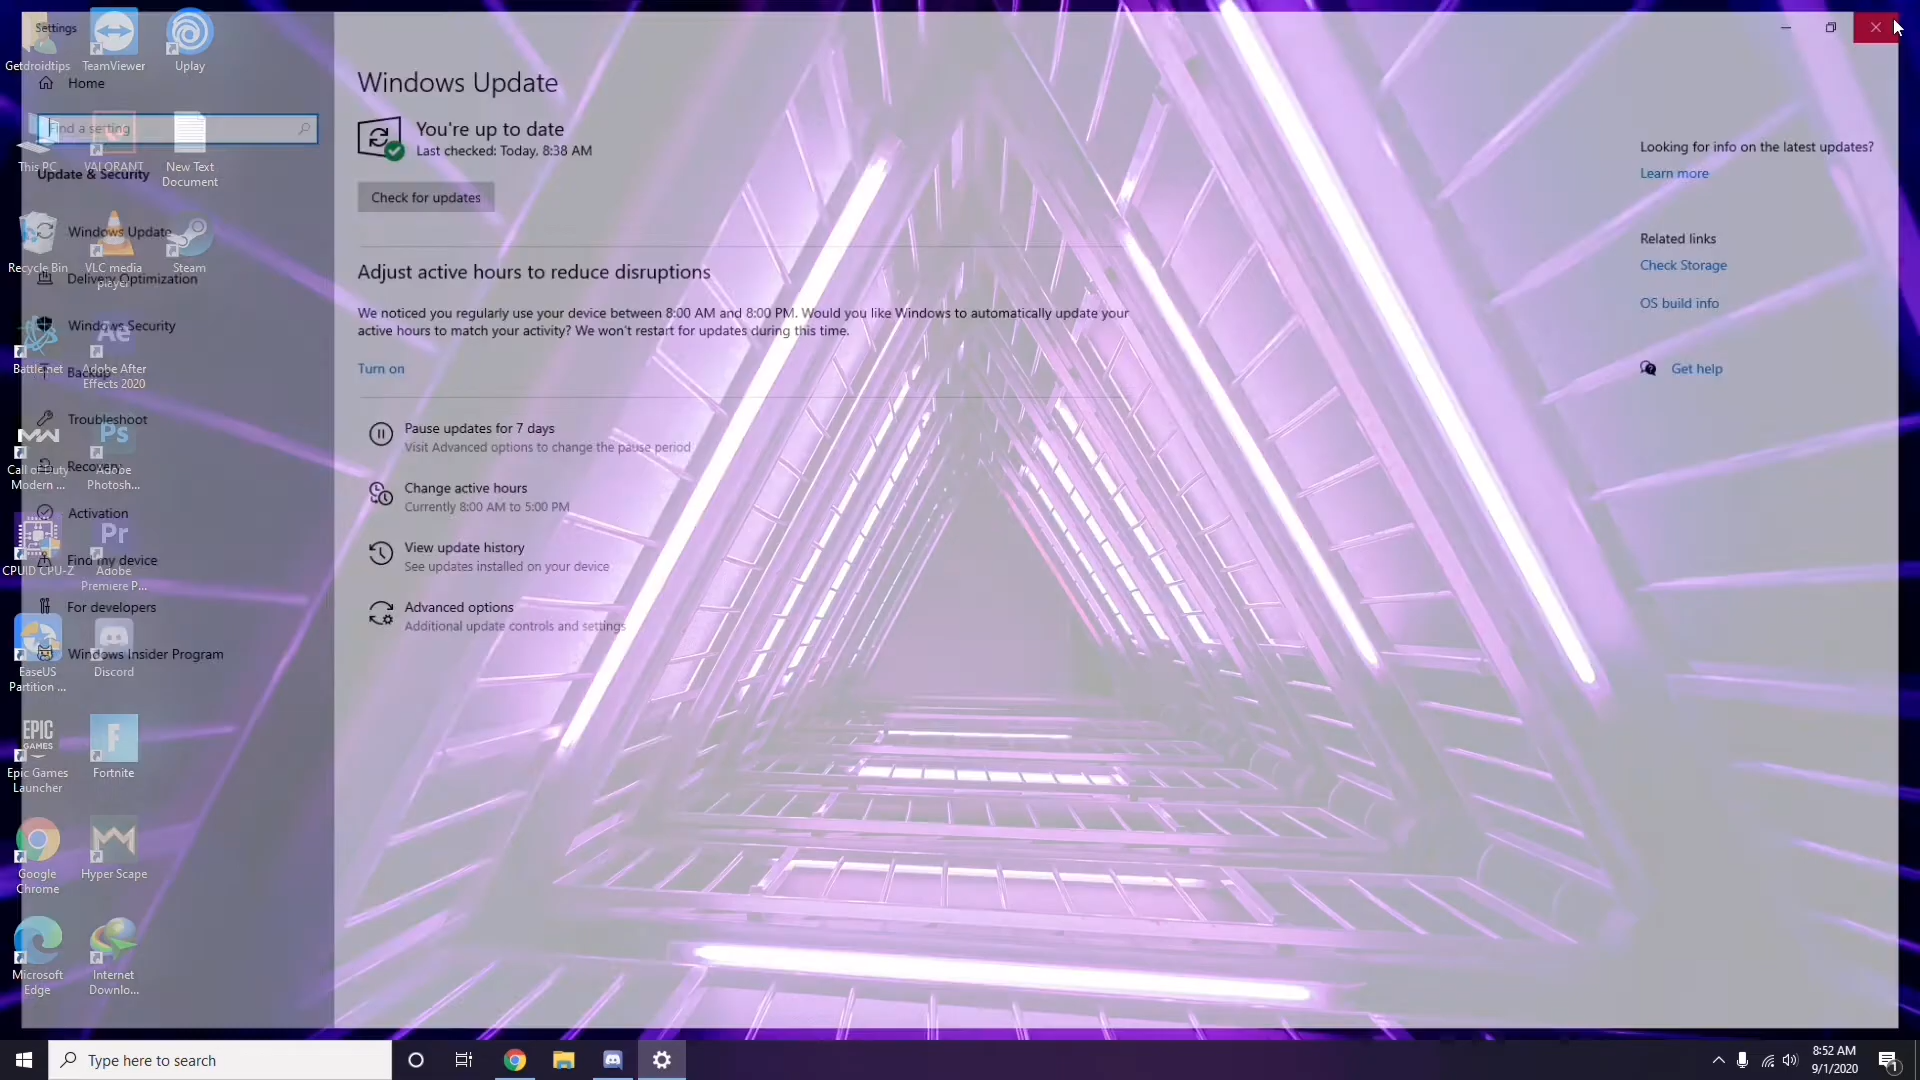 Settings
Home
Find a setting
Update & Security
Windows Update
Delivery Optimization
Windows Security
Backup
Troubleshoot
Recovery
Activation
Find my device
For developers
Windows Insider Program
Windows Update
You're up to date
Last checked: Today, 8:38 AM
Check for updates
Adjust active hours to reduce disruptions
We noticed you regularly use your device between 8:00 AM and 8:00 PM. Would you like Windows to automatically update your
active hours to match your activity? We won't restart for updates during this time.
Turn on
Pause updates for 7 days
Visit Advanced options to change the pause period
Change active hours
Currently 8:00 AM to 5:00 PM
View update history
See updates installed on your device
Advanced options
Additional update controls and settings
Looking for info on the latest updates?
Learn more
Related links
Check Storage
OS build info
Get help
Getdroidtips
TeamViewer
Uplay
This PC
VALORANT
New Text
Document
Recycle Bin
VLC media
player
Steam
Battle.net
Ae
Adobe After
Effects 2020
MW
Call of Duty
Modern ...
Ps
Adobe
Photosh...
CPUID CPU-Z
Pr
Adobe
Premiere P...
EaseUS
Partition ...
Discord
EPIC
GAMES
Epic Games
Launcher
F
Fortnite
Google
Chrome
Hyper Scape
Microsoft
Edge
Internet
Downlo...
Type here to search
8:52 AM
9/1/2020
1